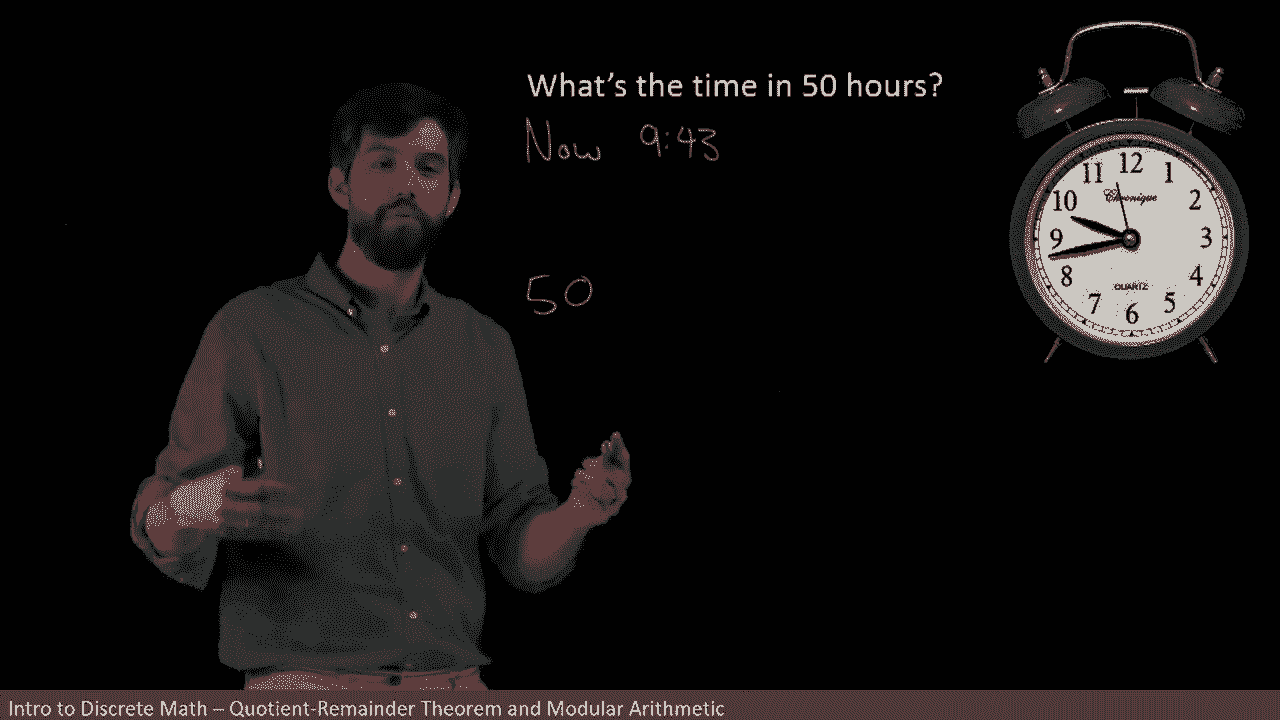 What's the time in 50 hours?
Now 9:43
50
12
11
1
10
2
Chronique
9
3
8
4
QUARTZ
7
5
6
Intro to Discrete Math – Quotient-Remainder Theorem and Modular Arithmetic